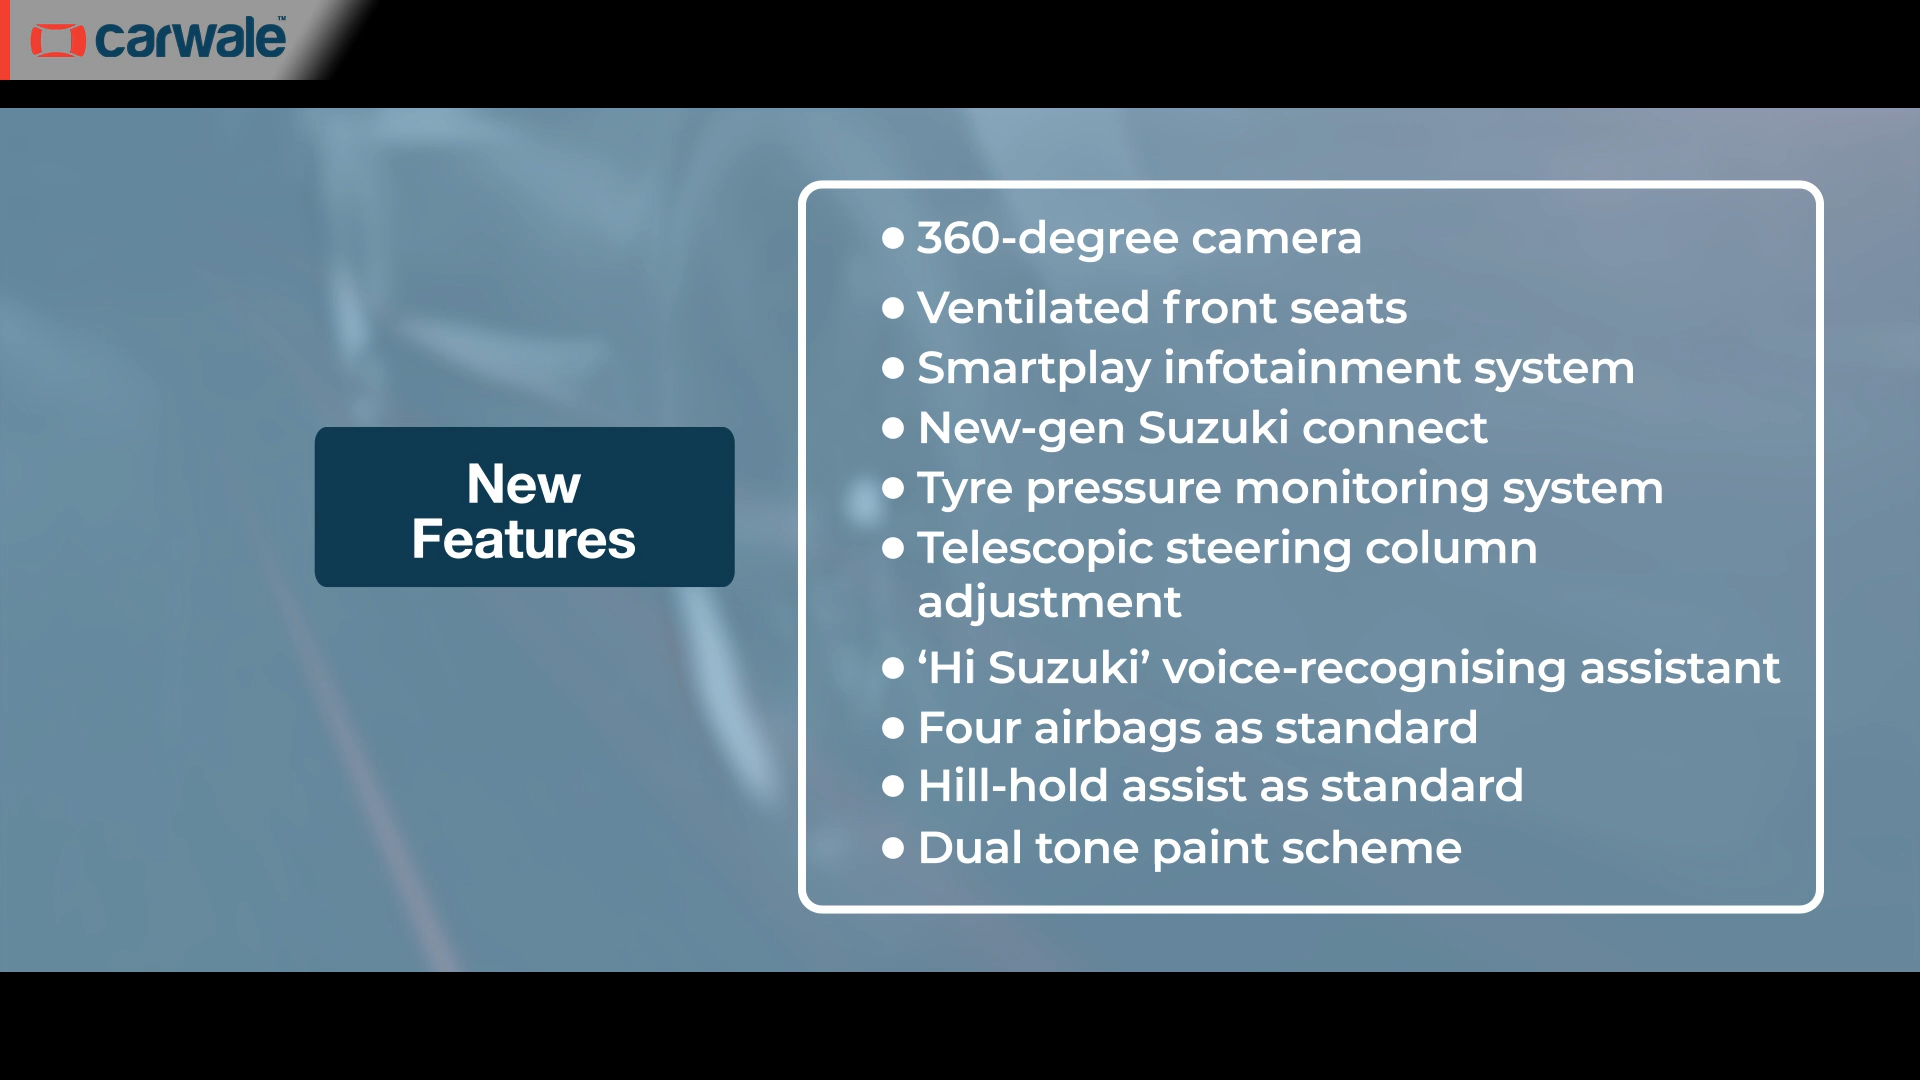 carwale™
New
Features
360-degree camera
Ventilated front seats
Smartplay infotainment system
New-gen Suzuki connect
Tyre pressure monitoring system
Telescopic steering column
adjustment
‘Hi Suzuki’ voice-recognising assistant
Four airbags as standard
Hill-hold assist as standard
Dual tone paint scheme